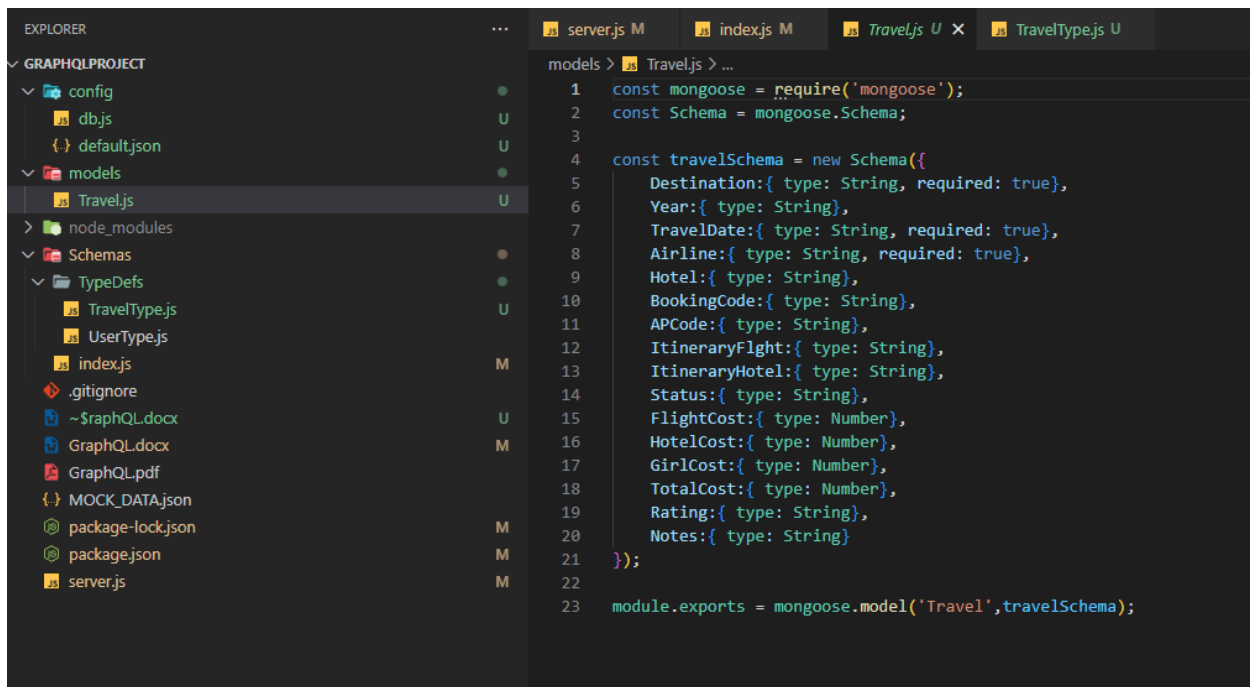 EXPLORER ...
GRAPHQLPROJECT
config
db.js U
default.json U
models
Travel.js U
node_modules
Schemas
TypeDefs
TravelType.js U
UserType.js
index.js M
.gitignore
~$raphQL.docx U
GraphQL.docx M
GraphQL.pdf
MOCK_DATA.json
package-lock.json M
package.json M
server.js M
server.js M index.js M Travel.js U TravelType.js U
models > Travel.js > ...
1 const mongoose = require('mongoose');
2 const Schema = mongoose.Schema;
3
4 const travelSchema = new Schema({
5 Destination:{ type: String, required: true},
6 Year:{ type: String},
7 TravelDate:{ type: String, required: true},
8 Airline:{ type: String, required: true},
9 Hotel:{ type: String},
10 BookingCode:{ type: String},
11 APCode:{ type: String},
12 ItineraryFlght:{ type: String},
13 ItineraryHotel:{ type: String},
14 Status:{ type: String},
15 FlightCost:{ type: Number},
16 HotelCost:{ type: Number},
17 GirlCost:{ type: Number},
18 TotalCost:{ type: Number},
19 Rating:{ type: String},
20 Notes:{ type: String}
21 });
22
23 module.exports = mongoose.model('Travel',travelSchema);